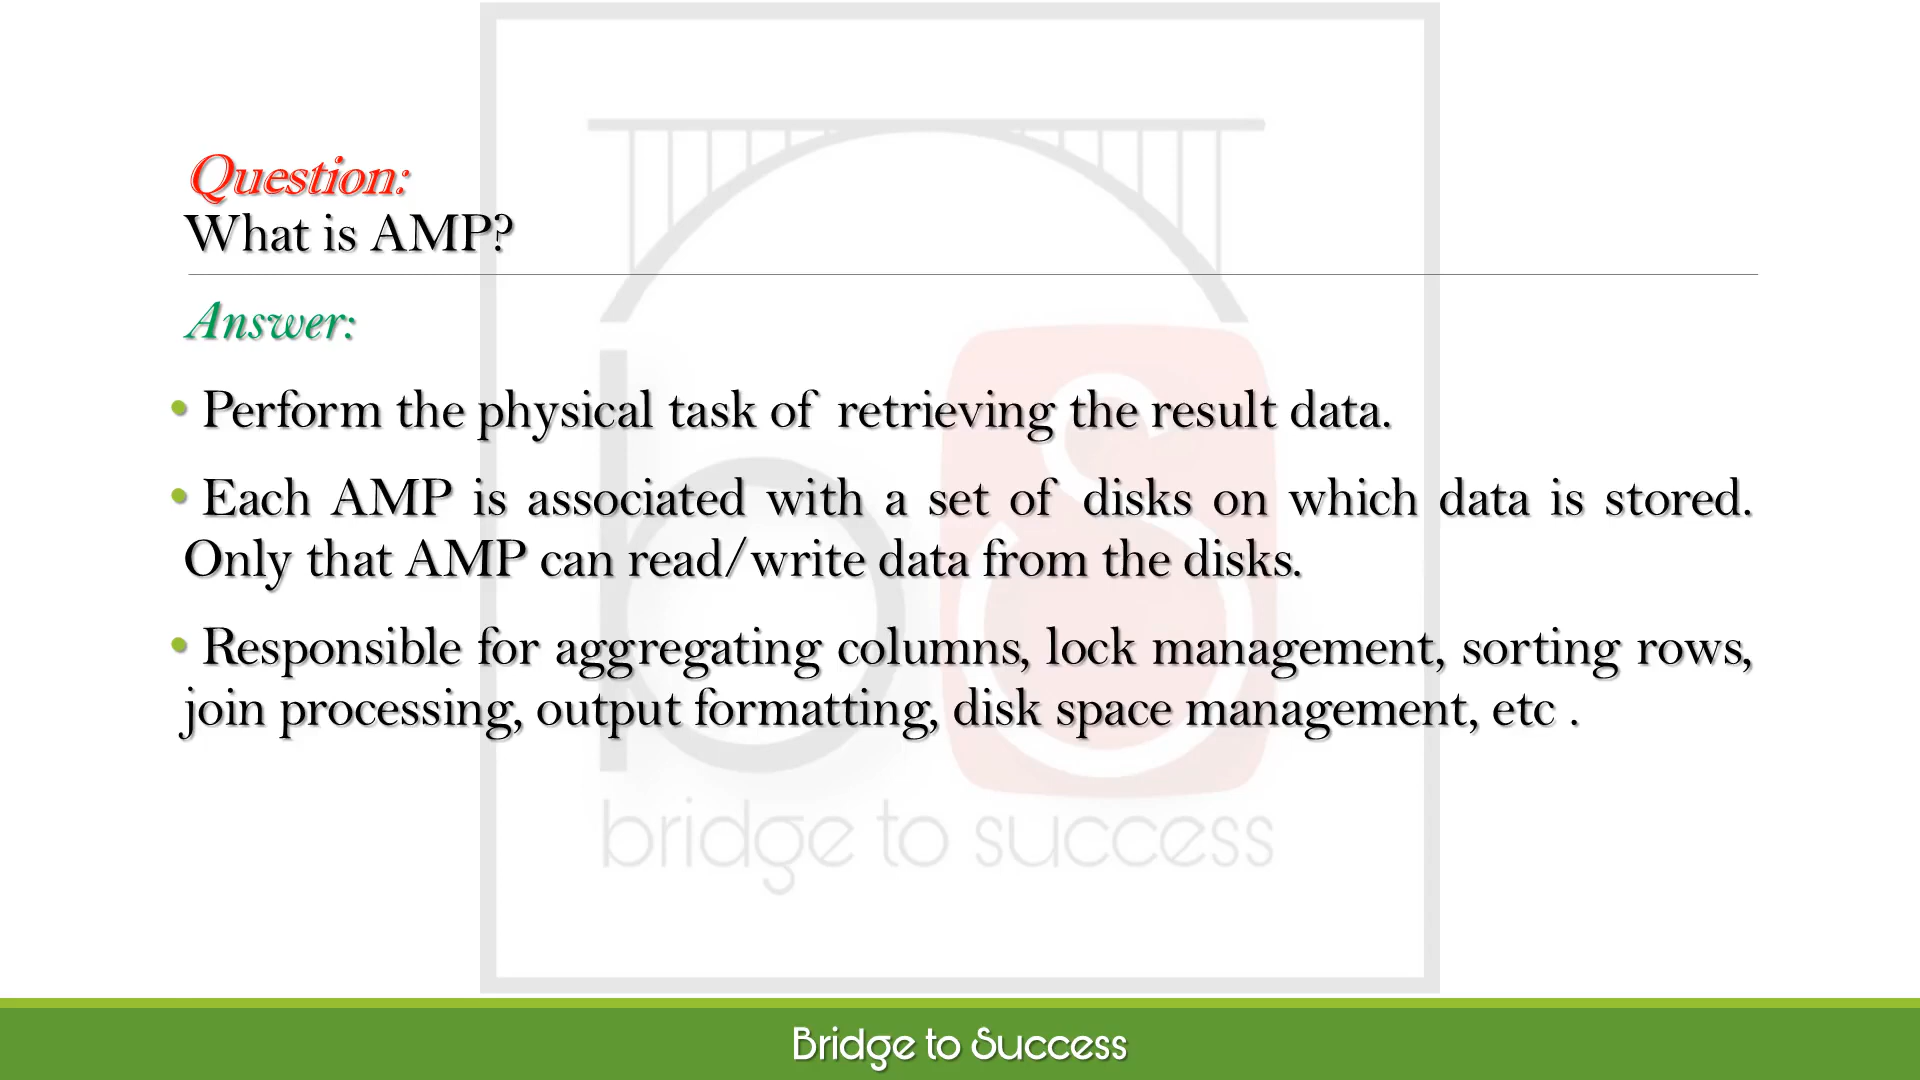 Question:
What is AMP?
Answer:
• Perform the physical task of retrieving the result data.
• Each AMP is associated with a set of disks on which data is stored.
Only that AMP can read/write data from the disks.
• Responsible for aggregating columns, lock management, sorting rows,
join processing, output formatting, disk space management, etc .
bs
bridge to success
Bridge to Success